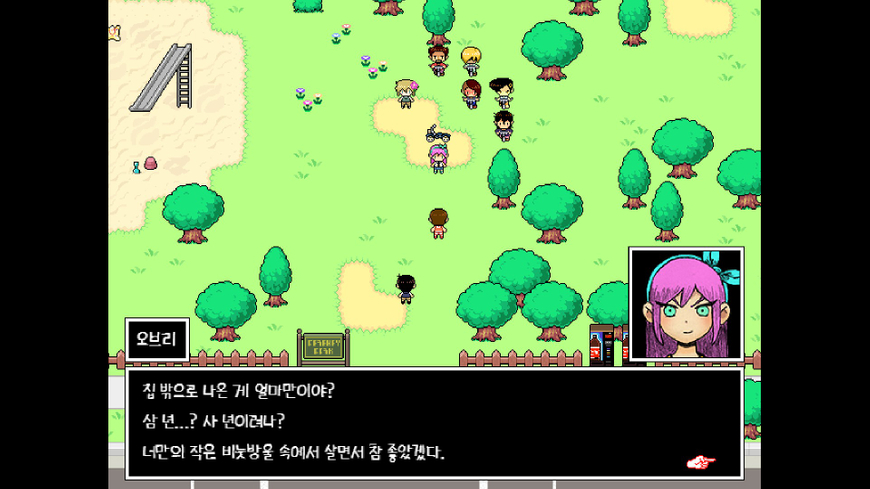 FARAWAY
PARK
오브리
집 밖으로 나온 게 얼마만이야?
삼 년...? 사 년이려나?
너만의 작은 비눗방울 속에서 살면서 참 좋았겠다.